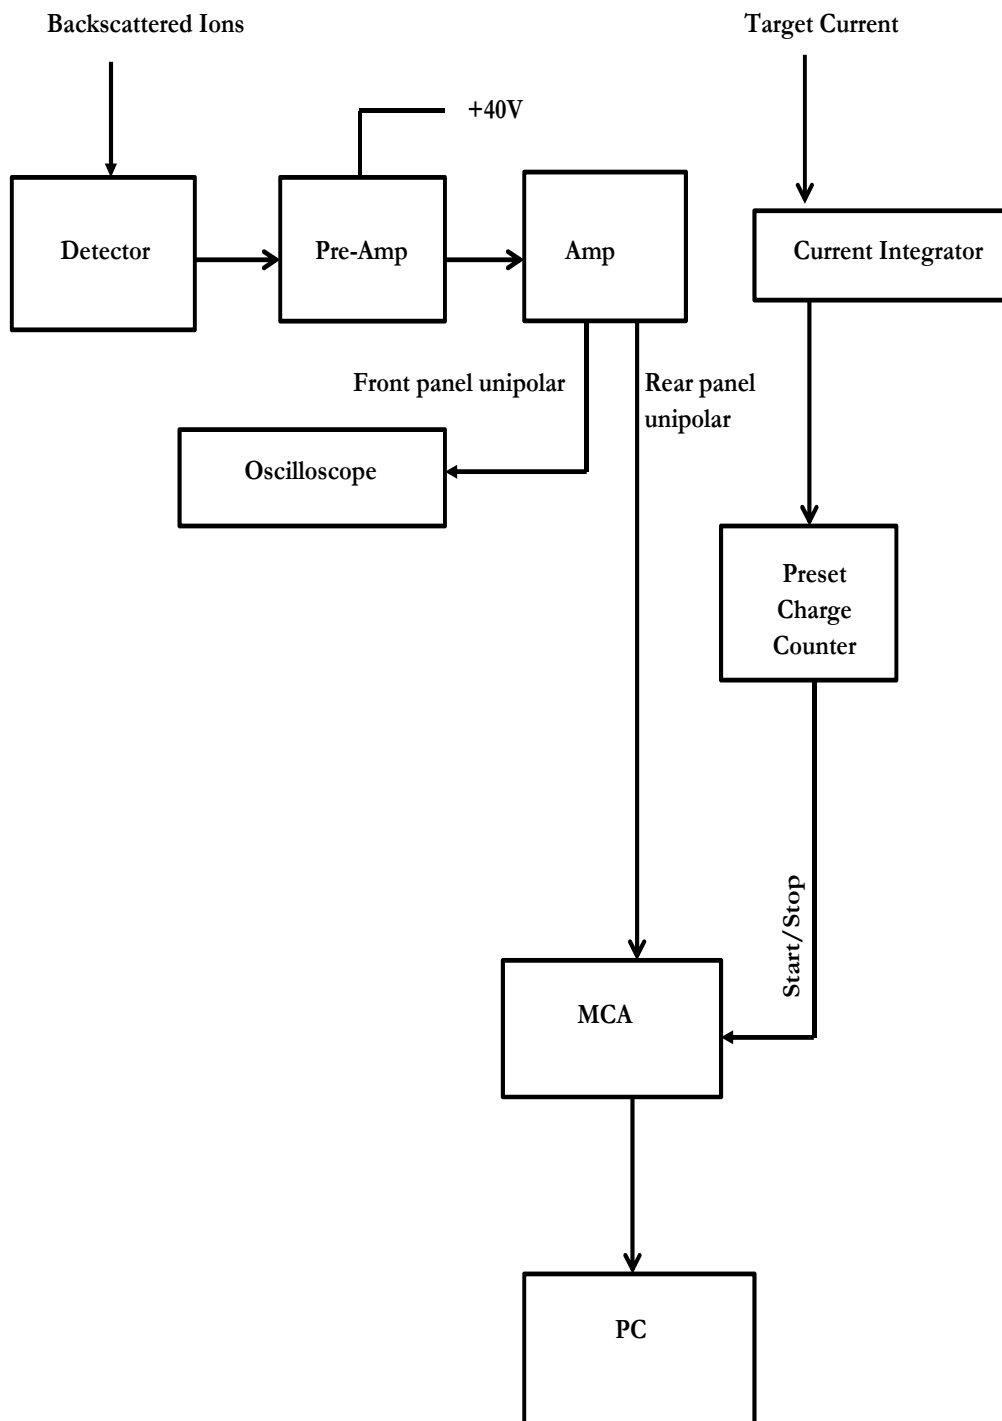 Backscattered Ions
Target Current
+40V
Detector
Pre-Amp
Amp
Current Integrator
Front panel unipolar
Rear panel
unipolar
Oscilloscope
Preset
Charge
Counter
Start/Stop
MCA
PC